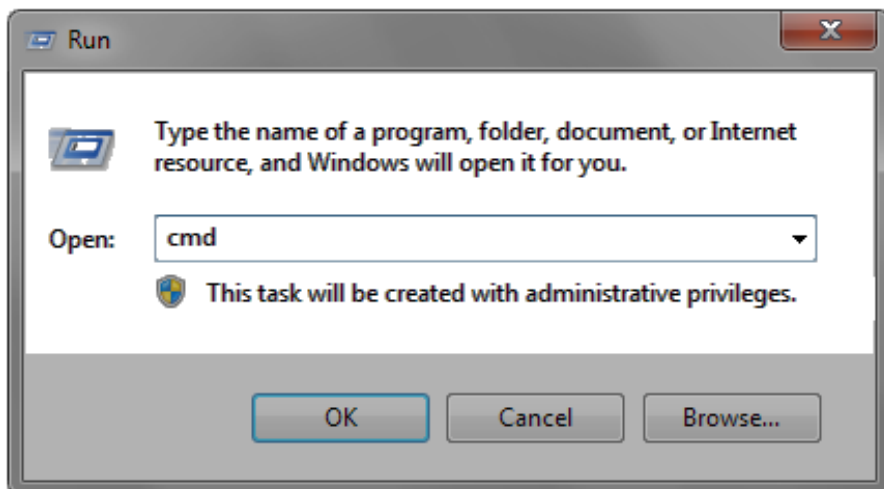 Run
Type the name of a program, folder, document, or Internet
resource, and Windows will open it for you.
Open: cmd
This task will be created with administrative privileges.
OK Cancel Browse...